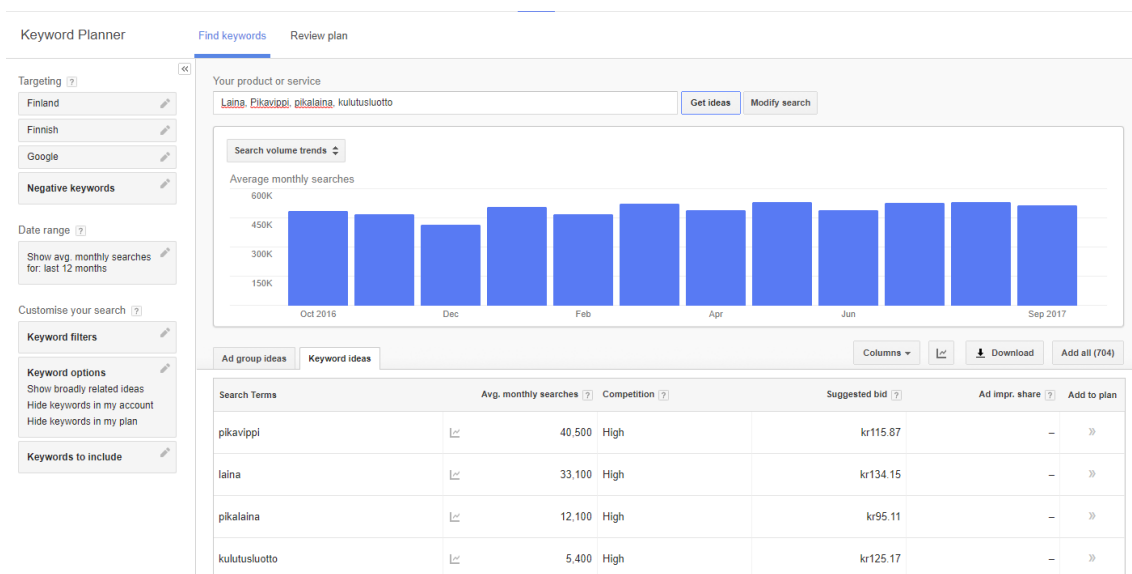 Keyword Planner
Find keywords
Review plan
Targeting ?
Finland
Finnish
Google
Negative keywords
Date range ?
Show avg. monthly searches
for: last 12 months
Customise your search ?
Keyword filters
Keyword options
Show broadly related ideas
Hide keywords in my account
Hide keywords in my plan
Keywords to include
Your product or service
Laina, Pikavippi, pikalaina, kulutusluotto
Get ideas
Modify search
Search volume trends
Average monthly searches
600K
450K
300K
150K
Oct 2016 Dec Feb Apr Jun Sep 2017
Ad group ideas
Keyword ideas
Columns
Download
Add all (704)
Search Terms Avg. monthly searches ? Competition ? Suggested bid ? Ad impr. share ? Add to plan
pikavippi 40,500 High kr115.87 – »
laina 33,100 High kr134.15 – »
pikalaina 12,100 High kr95.11 – »
kulutusluotto 5,400 High kr125.17 – »